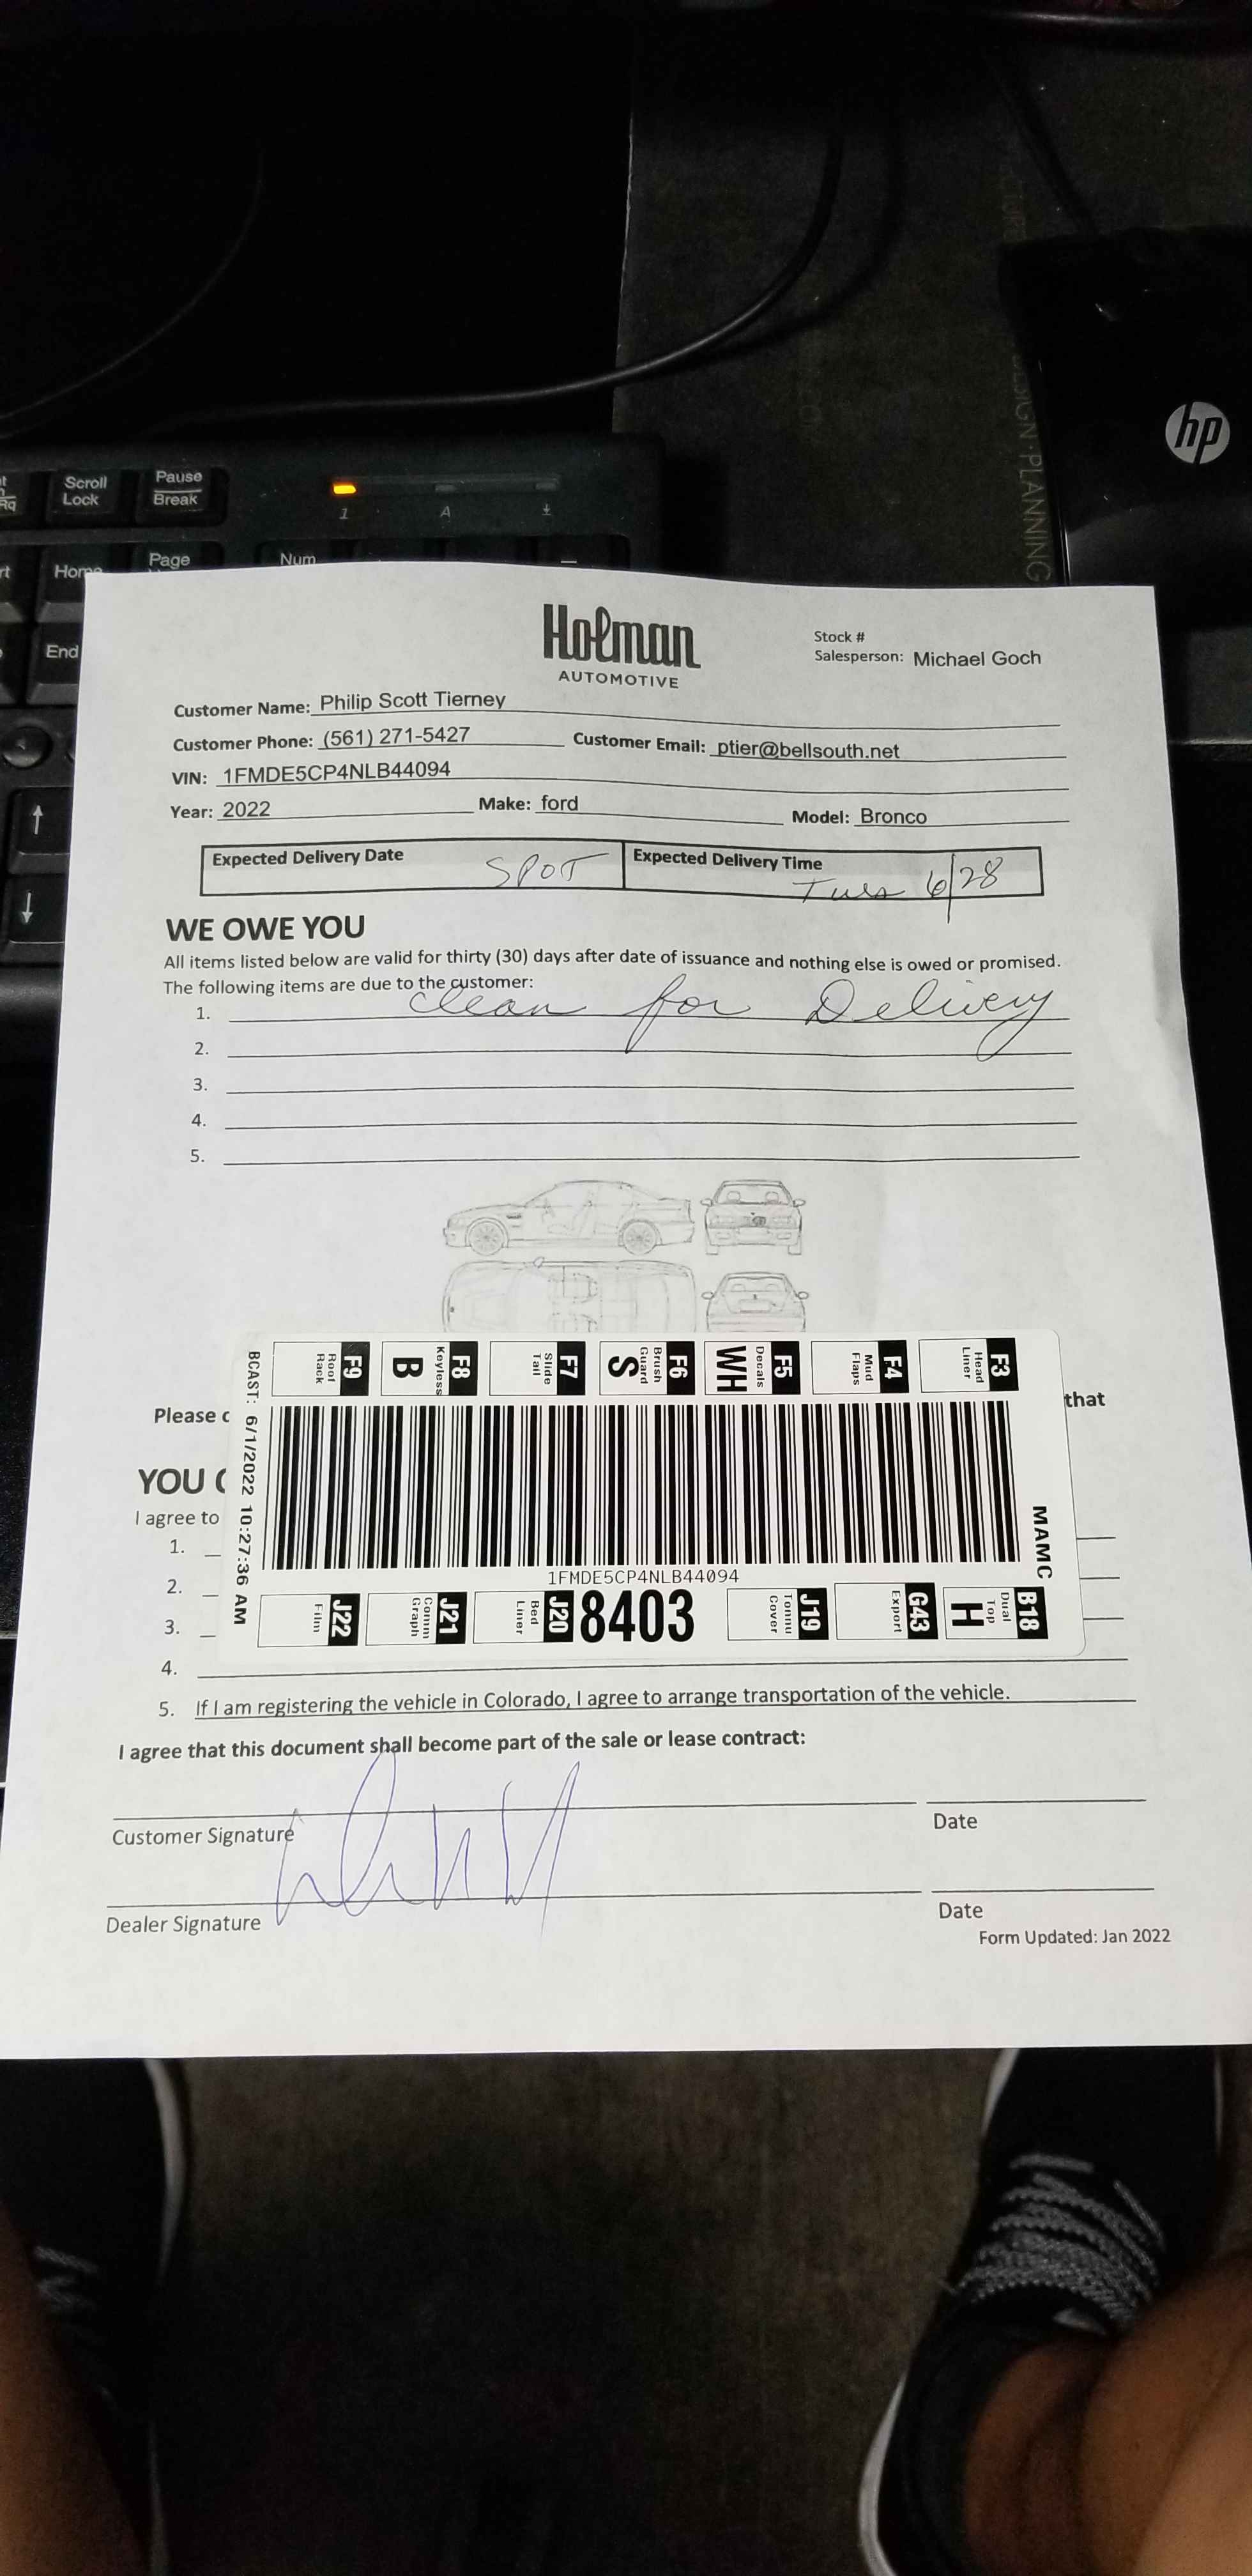 Scroll Lock
Pause Break
1 A
Home
Page
Num
End
hp
Holman
AUTOMOTIVE
Stock #
Salesperson: Michael Goch
Customer Name: Philip Scott Tierney
Customer Phone: (561) 271-5427 Customer Email: ptier@bellsouth.net
VIN: 1FMDE5CP4NLB44094
Year: 2022 Make: ford Model: Bronco
Expected Delivery Date SPOT Expected Delivery Time Tues 6/28
WE OWE YOU
All items listed below are valid for thirty (30) days after date of issuance and nothing else is owed or promised.
The following items are due to the customer:
1. Clean for Delivery
2.
3.
4.
5.
F9 Roof Rack
F8 Keyless B
F7 Slide Tail
F6 Brush Guard S
F5 Decals WH
F4 Mud Flaps
F3 Head Liner
Please
that
BCAST: 6/1/2022 10:27:36 AM
MAMC
1FMDE5CP4NLB44094
J22 Film
J21 Comm Graph
J20 Bed Liner
8403
J19 Tonnu Cover
G43 Export
B18 Dual Top H
YOU
I agree to
1.
2.
3.
4.
5. If I am registering the vehicle in Colorado, I agree to arrange transportation of the vehicle.
I agree that this document shall become part of the sale or lease contract:
Customer Signature Date
Dealer Signature Date
Form Updated: Jan 2022